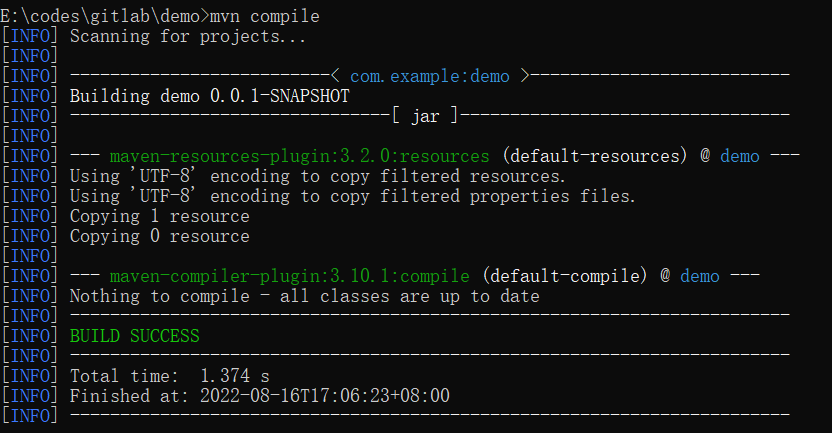 E:\codes\gitlab\demo>mvn compile
[INFO] Scanning for projects...
[INFO]
[INFO] --------------------------< com.example:demo >--------------------------
[INFO] Building demo 0.0.1-SNAPSHOT
[INFO] --------------------------------[ jar ]---------------------------------
[INFO]
[INFO] --- maven-resources-plugin:3.2.0:resources (default-resources) @ demo ---
[INFO] Using 'UTF-8' encoding to copy filtered resources.
[INFO] Using 'UTF-8' encoding to copy filtered properties files.
[INFO] Copying 1 resource
[INFO] Copying 0 resource
[INFO]
[INFO] --- maven-compiler-plugin:3.10.1:compile (default-compile) @ demo ---
[INFO] Nothing to compile - all classes are up to date
[INFO] ------------------------------------------------------------------------
[INFO] BUILD SUCCESS
[INFO] ------------------------------------------------------------------------
[INFO] Total time:  1.374 s
[INFO] Finished at: 2022-08-16T17:06:23+08:00
[INFO] ------------------------------------------------------------------------